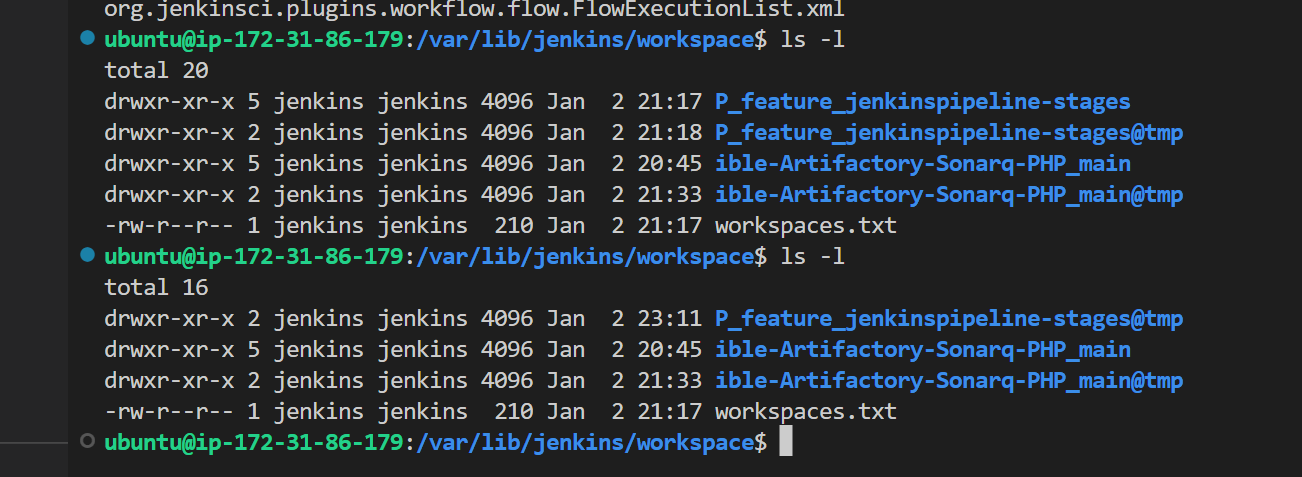 org.jenkinsci.plugins.workflow.flow.FlowExecutionList.xml
ubuntu@ip-172-31-86-179:/var/lib/jenkins/workspace$ ls -l
total 20
drwxr-xr-x 5 jenkins jenkins 4096 Jan  2 21:17 P_feature_jenkinspipeline-stages
drwxr-xr-x 2 jenkins jenkins 4096 Jan  2 21:18 P_feature_jenkinspipeline-stages@tmp
drwxr-xr-x 5 jenkins jenkins 4096 Jan  2 20:45 ible-Artifactory-Sonarq-PHP_main
drwxr-xr-x 2 jenkins jenkins 4096 Jan  2 21:33 ible-Artifactory-Sonarq-PHP_main@tmp
-rw-r--r-- 1 jenkins jenkins  210 Jan  2 21:17 workspaces.txt
ubuntu@ip-172-31-86-179:/var/lib/jenkins/workspace$ ls -l
total 16
drwxr-xr-x 2 jenkins jenkins 4096 Jan  2 23:11 P_feature_jenkinspipeline-stages@tmp
drwxr-xr-x 5 jenkins jenkins 4096 Jan  2 20:45 ible-Artifactory-Sonarq-PHP_main
drwxr-xr-x 2 jenkins jenkins 4096 Jan  2 21:33 ible-Artifactory-Sonarq-PHP_main@tmp
-rw-r--r-- 1 jenkins jenkins  210 Jan  2 21:17 workspaces.txt
ubuntu@ip-172-31-86-179:/var/lib/jenkins/workspace$